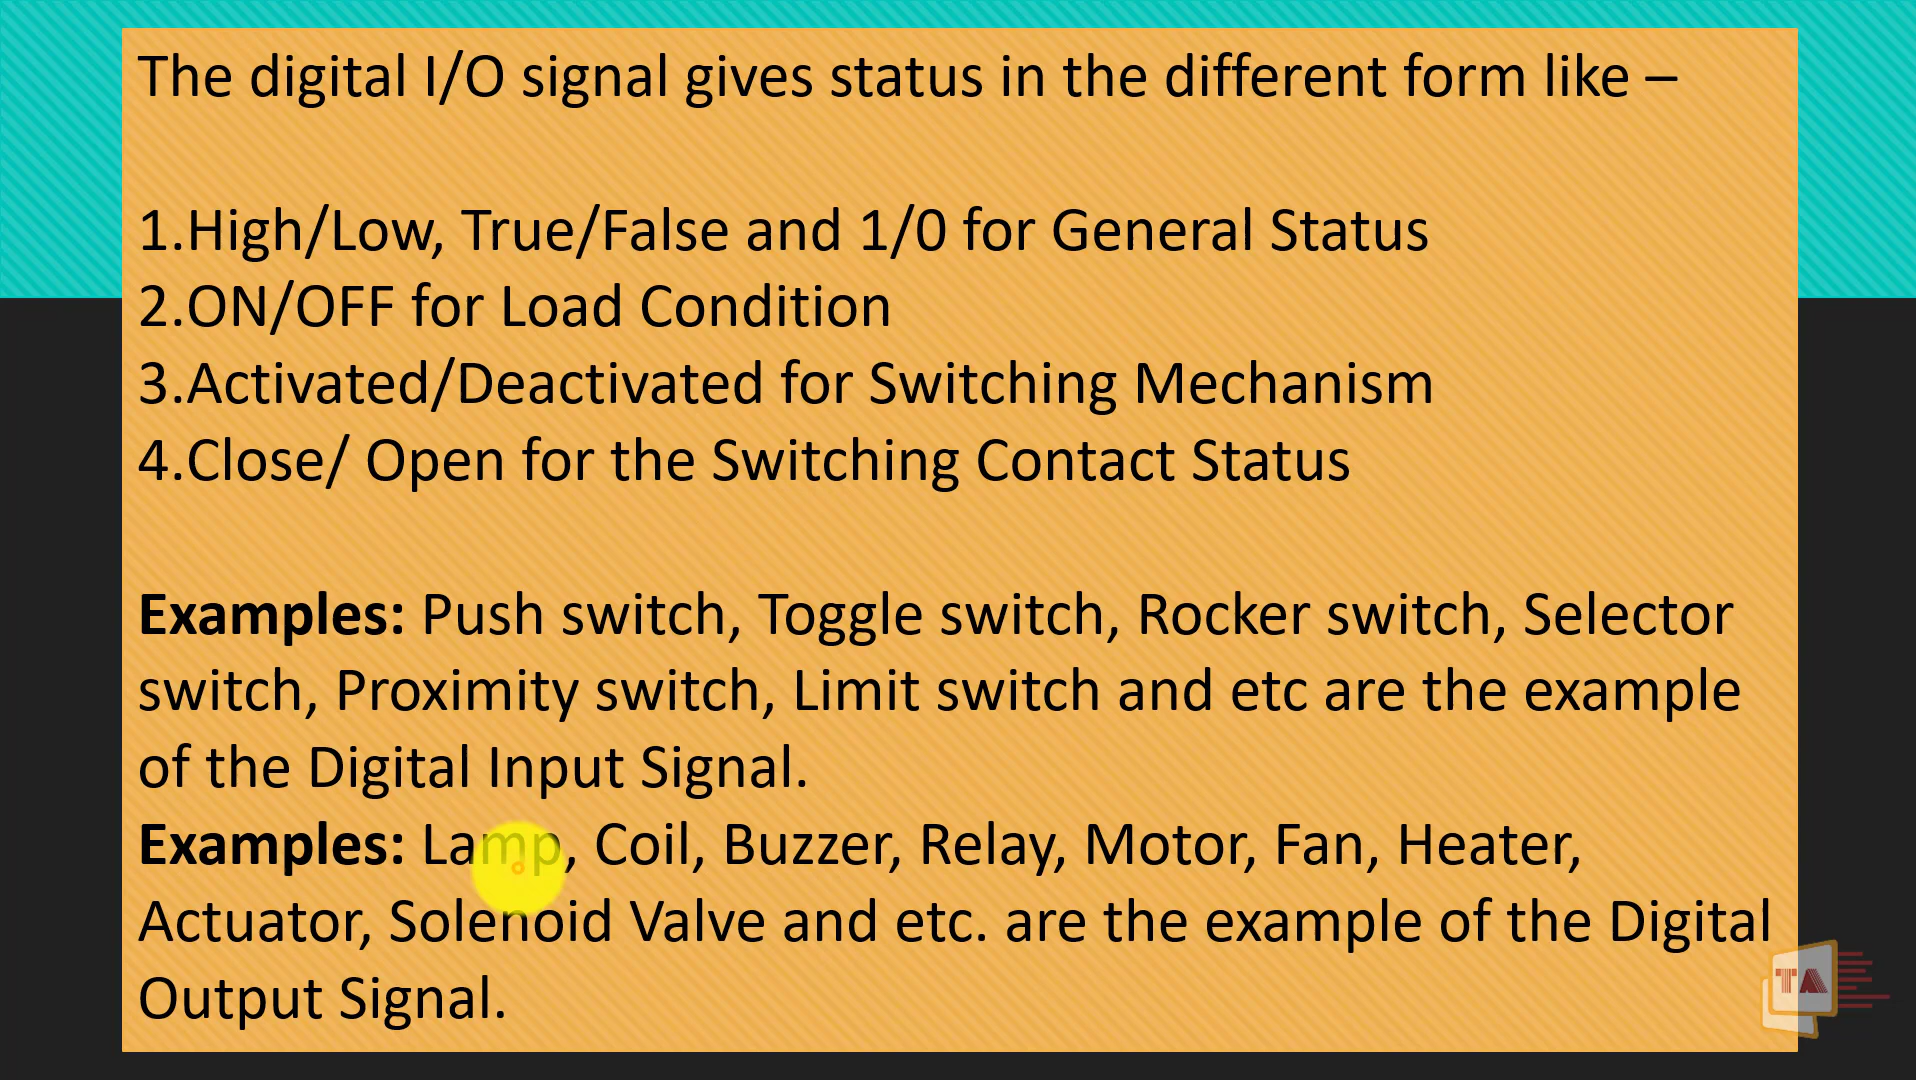 The digital I/O signal gives status in the different form like –
1.High/Low, True/False and 1/0 for General Status
2.ON/OFF for Load Condition
3.Activated/Deactivated for Switching Mechanism
4.Close/ Open for the Switching Contact Status
Examples: Push switch, Toggle switch, Rocker switch, Selector
switch, Proximity switch, Limit switch and etc are the example
of the Digital Input Signal.
Examples: Lamp, Coil, Buzzer, Relay, Motor, Fan, Heater,
Actuator, Solenoid Valve and etc. are the example of the Digital
Output Signal.
TA